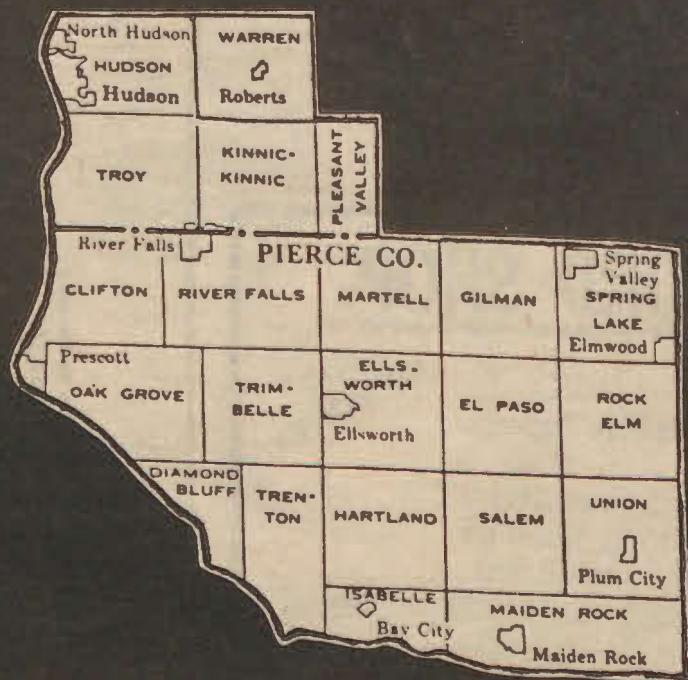 North Hudson
HUDSON
Hudson
WARREN
Roberts
TROY
KINNIC-
KINNIC
PLEASANT
VALLEY
River Falls
PIERCE CO.
CLIFTON
RIVER FALLS
MARTELL
GILMAN
Spring
Valley
SPRING
LAKE
Elmwood
Prescott
OAK GROVE
TRIM-
BELLE
ELLS-
WORTH
Ellsworth
EL PASO
ROCK
ELM
DIAMOND
BLUFF
TREN-
TON
HARTLAND
SALEM
UNION
Plum City
ISABELLE
Bay City
MAIDEN ROCK
Maiden Rock